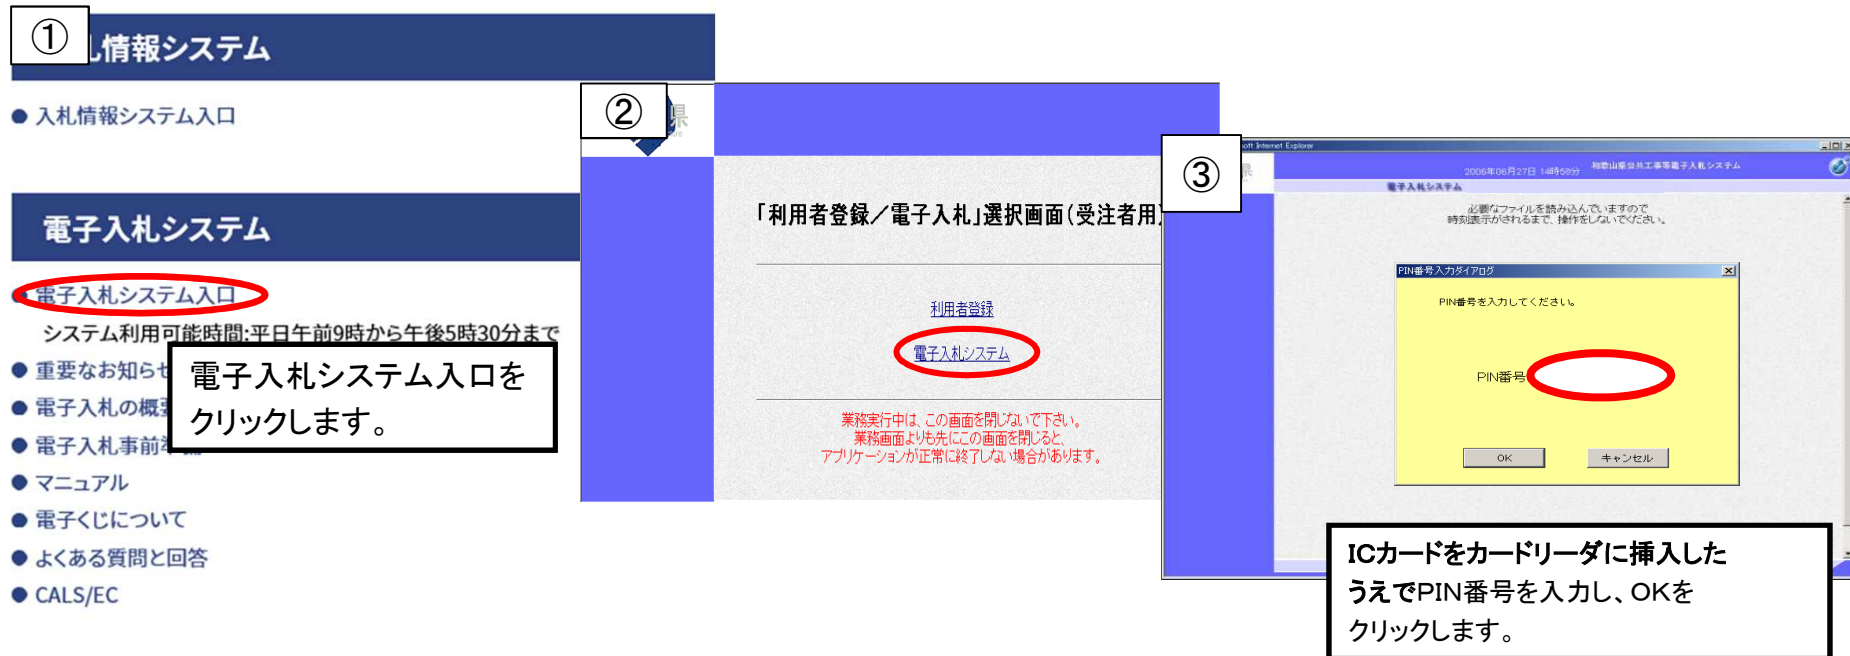 ①
札情報システム
● 入札情報システム入口
電子入札システム
● 電子入札システム入口
システム利用可能時間:平日午前9時から午後5時30分まで
● 重要なお知らせ
● 電子入札の概要
● 電子入札事前準備
● マニュアル
● 電子くじについて
● よくある質問と回答
● CALS/EC
電子入札システム入口を
クリックします。
②
県
「利用者登録／電子入札」選択画面(受注者用)
利用者登録
電子入札システム
業務実行中は、この画面を閉じないで下さい。
業務画面よりも先にこの画面を閉じると、
アプリケーションが正常に終了しない場合があります。
③
soft Internet Explorer
県
2006年06月27日 14時58分 和歌山県公共工事等電子入札システム
電子入札システム
必要なファイルを読み込んでいますので
時刻表示がされるまで、操作をしないでください。
PIN番号入力ダイアログ
PIN番号を入力してください。
PIN番号
OK キャンセル
ICカードをカードリーダに挿入した
うえでPIN番号を入力し、OKを
クリックします。